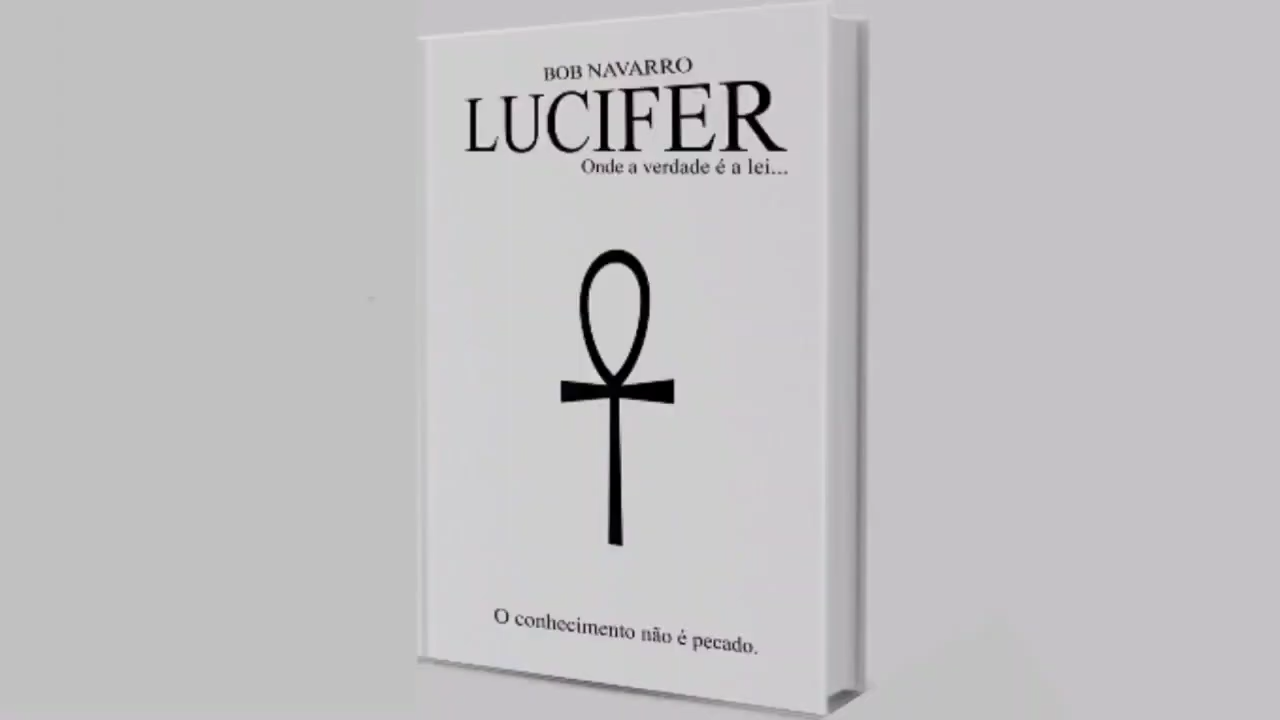 BOB NAVARRO
LUCIFER
Onde a verdade é a lei...
O conhecimento não é pecado.